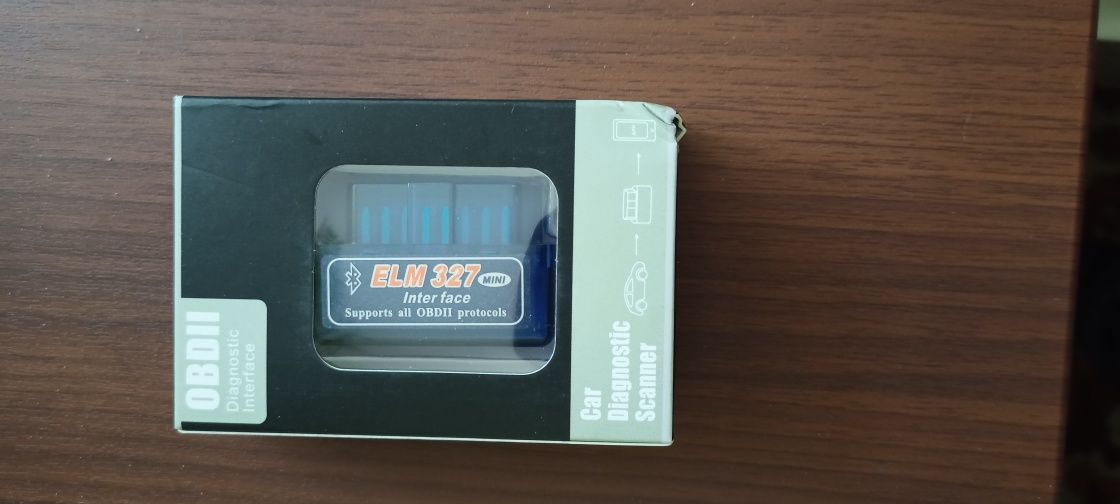 OBDII
Diagnostic
Interface
ELM 327 MINI
Inter face
Supports all OBDII protocols
Car
Diagnostic
Scanner